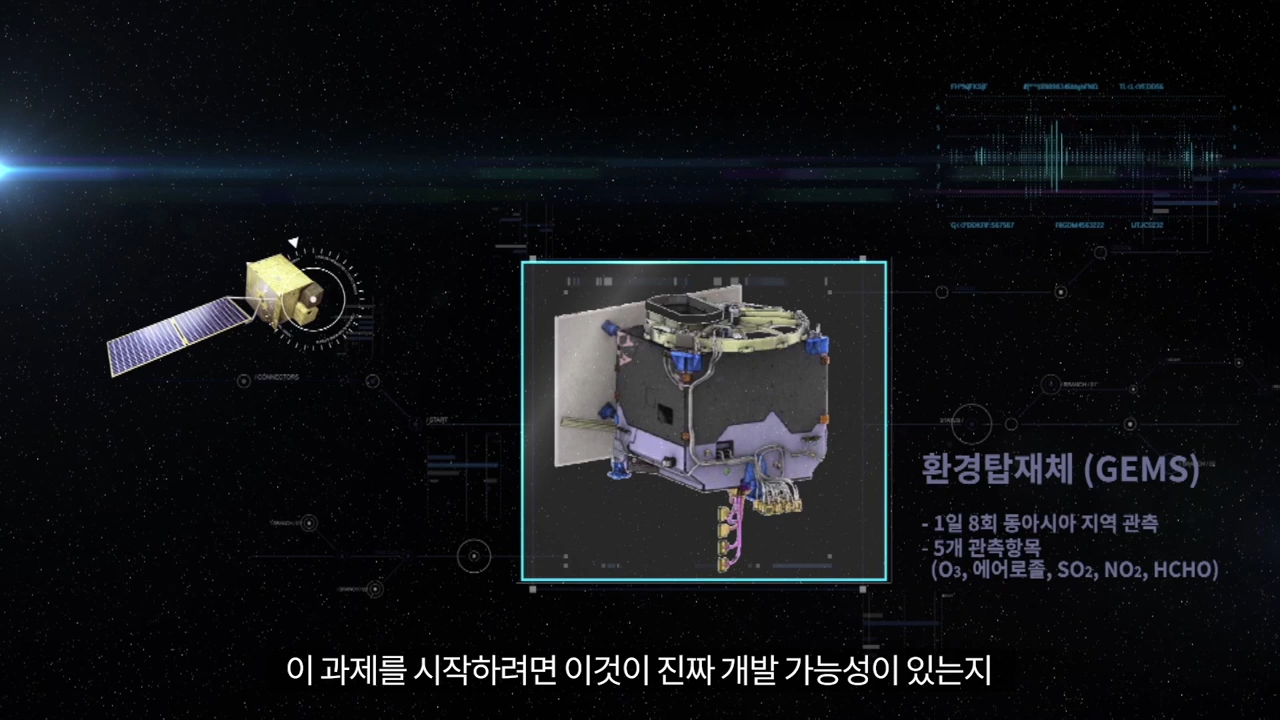 /CONNECTORS
/ START
환경탑재체 (GEMS)
- 1일 8회 동아시아 지역 관측
- 5개 관측항목
(O₃, 에어로졸, SO₂, NO₂, HCHO)
이 과제를 시작하려면 이것이 진짜 개발 가능성이 있는지